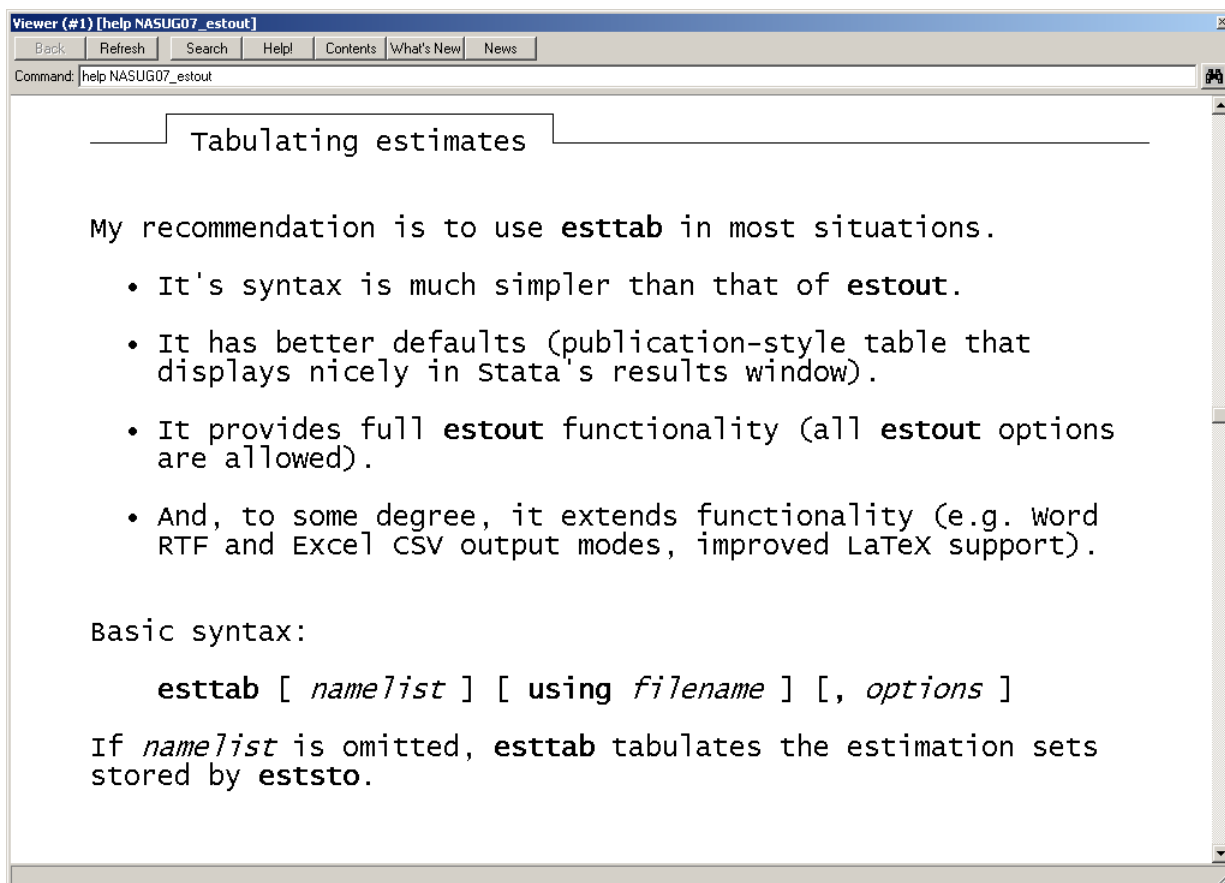 Viewer (#1) [help NASUG07_estout]
Back Refresh Search Help! Contents What's New News
Command: help NASUG07_estout
Tabulating estimates
My recommendation is to use esttab in most situations.
• It's syntax is much simpler than that of estout.
• It has better defaults (publication-style table that
displays nicely in Stata's results window).
• It provides full estout functionality (all estout options
are allowed).
• And, to some degree, it extends functionality (e.g. Word
RTF and Excel CSV output modes, improved LaTeX support).
Basic syntax:
esttab [ namelist ] [ using filename ] [, options ]
If namelist is omitted, esttab tabulates the estimation sets
stored by eststo.